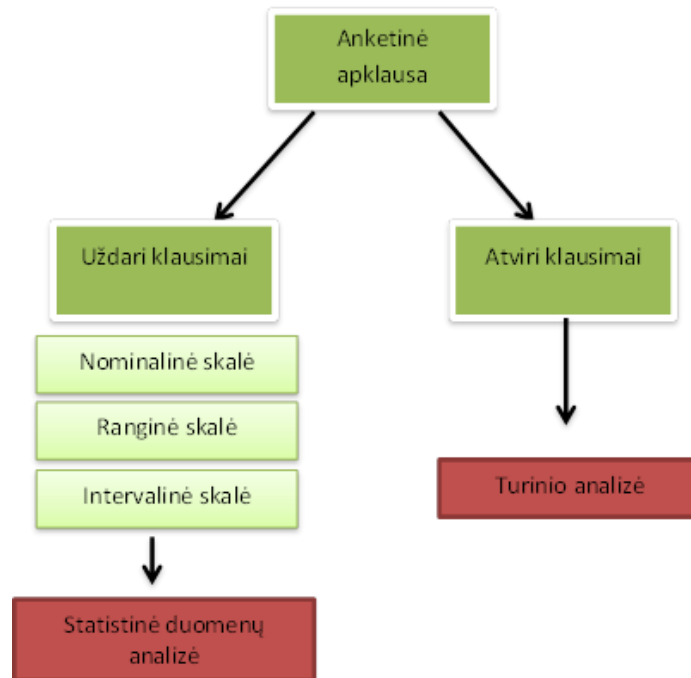 Anketinė
apklausa
Uždari klausimai
Atviri klausimai
Nominalinė skalė
Ranginė skalė
Intervalinė skalė
Turinio analizė
Statistinė duomenų
analizė